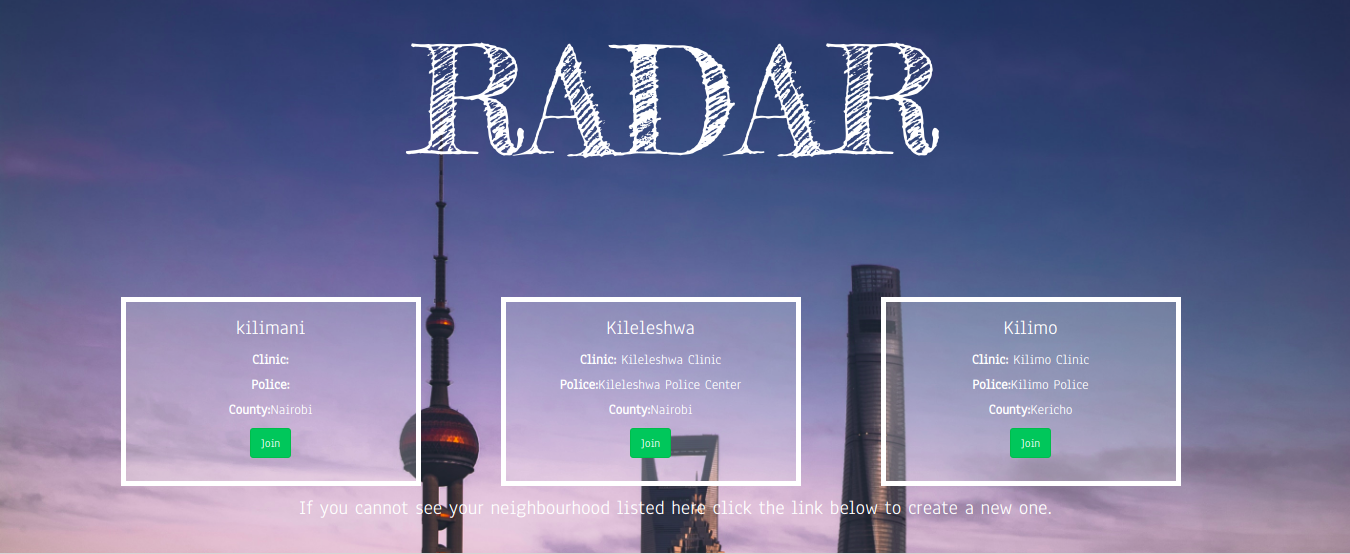 RADAR
kilimani
Clinic:
Police:
County:Nairobi
Join
Kileleshwa
Clinic: Kileleshwa Clinic
Police:Kileleshwa Police Center
County:Nairobi
Join
Kilimo
Clinic: Kilimo Clinic
Police:Kilimo Police
County:Kericho
Join
If you cannot see your neighbourhood listed here click the link below to create a new one.